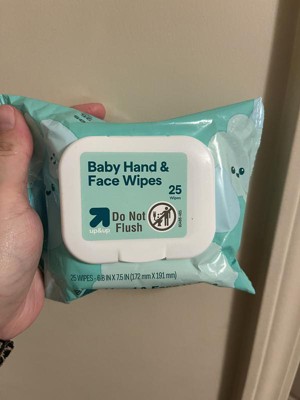 Baby Hand &
Face Wipes
25
Wipes
up&up
Do Not
Flush
25 WIPES - 6.8 IN X 7.5 IN (172 mm X 191 mm)